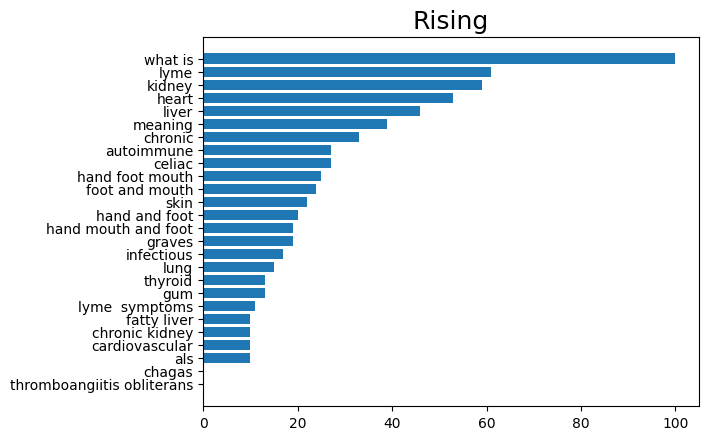 Rising
what is
lyme
kidney
heart
liver
meaning
chronic
autoimmune
celiac
hand foot mouth
foot and mouth
skin
hand and foot
hand mouth and foot
graves
infectious
lung
thyroid
gum
lyme  symptoms
fatty liver
chronic kidney
cardiovascular
als
chagas
thromboangiitis obliterans
0 20 40 60 80 100